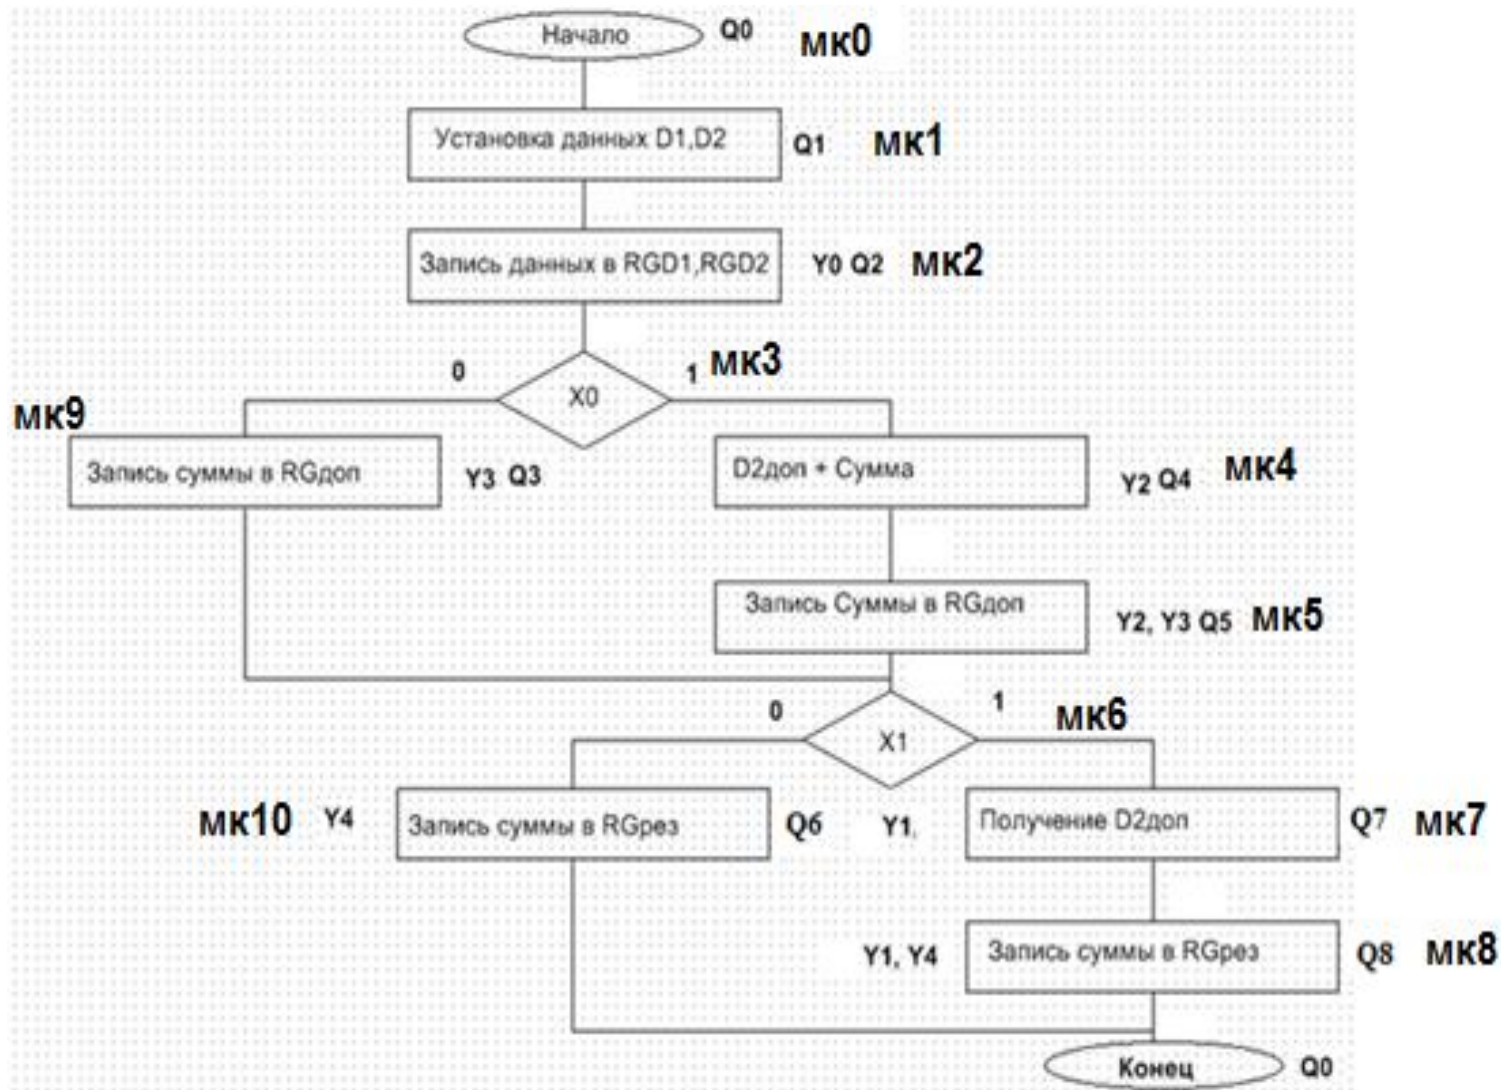 Начало Q0 мк0
Установка данных D1,D2 Q1 мк1
Запись данных в RGD1,RGD2 Y0 Q2 мк2
0 X0 1 мк3
мк9
Запись суммы в RGдоп Y3 Q3
D2доп + Сумма Y2 Q4 мк4
Запись Суммы в RGдоп Y2, Y3 Q5 мк5
0 X1 1 мк6
мк10 Y4 Запись суммы в RGрез Q6
Y1, Получение D2доп Q7 мк7
Y1, Y4 Запись суммы в RGрез Q8 мк8
Конец Q0